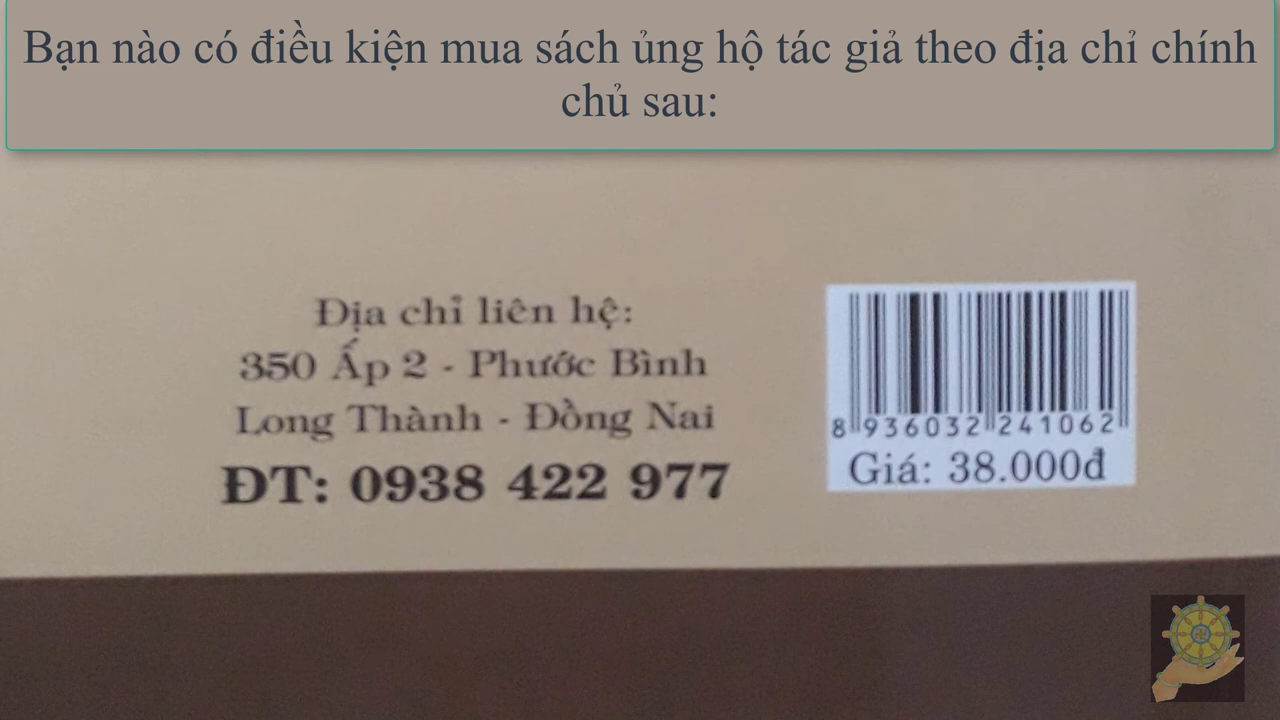 Bạn nào có điều kiện mua sách ủng hộ tác giả theo địa chỉ chính
chủ sau:
Địa chỉ liên hệ:
350 Ấp 2 - Phước Bình
Long Thành - Đồng Nai
ĐT: 0938 422 977
8 936032 241062
Giá: 38.000đ